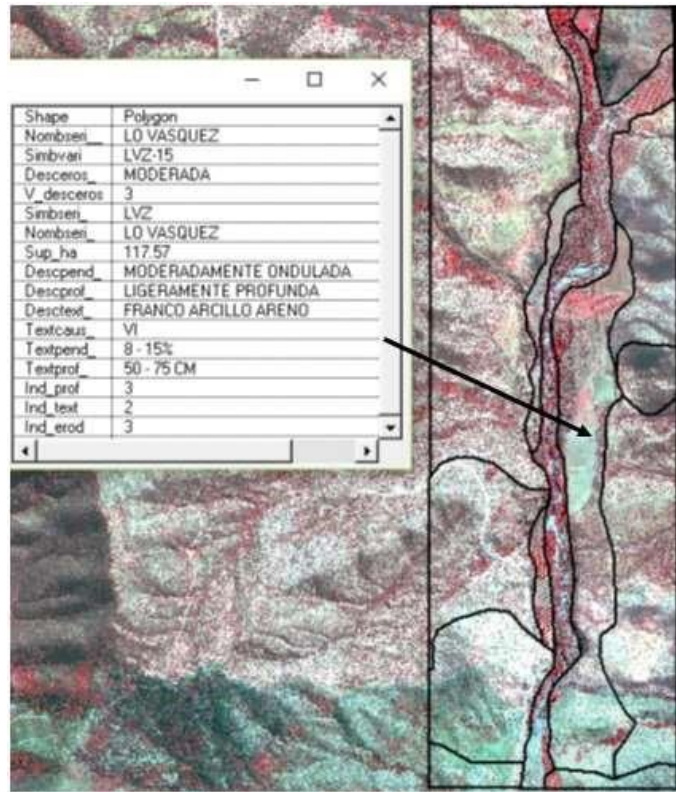 Shape Polygon
Nombseri__ LO VASQUEZ
Simbvari LVZ-15
Desceros_ MODERADA
V_desceros 3
Simbseri_ LVZ
Nombseri_ LO VASQUEZ
Sup_ha 117.57
Descpend_ MODERADAMENTE ONDULADA
Descprof_ LIGERAMENTE PROFUNDA
Desctext_ FRANCO ARCILLO ARENO
Textcaus_ VI
Textpend_ 8 - 15%
Textprof_ 50 - 75 CM
Ind_prof 3
Ind_text 2
Ind_erod 3